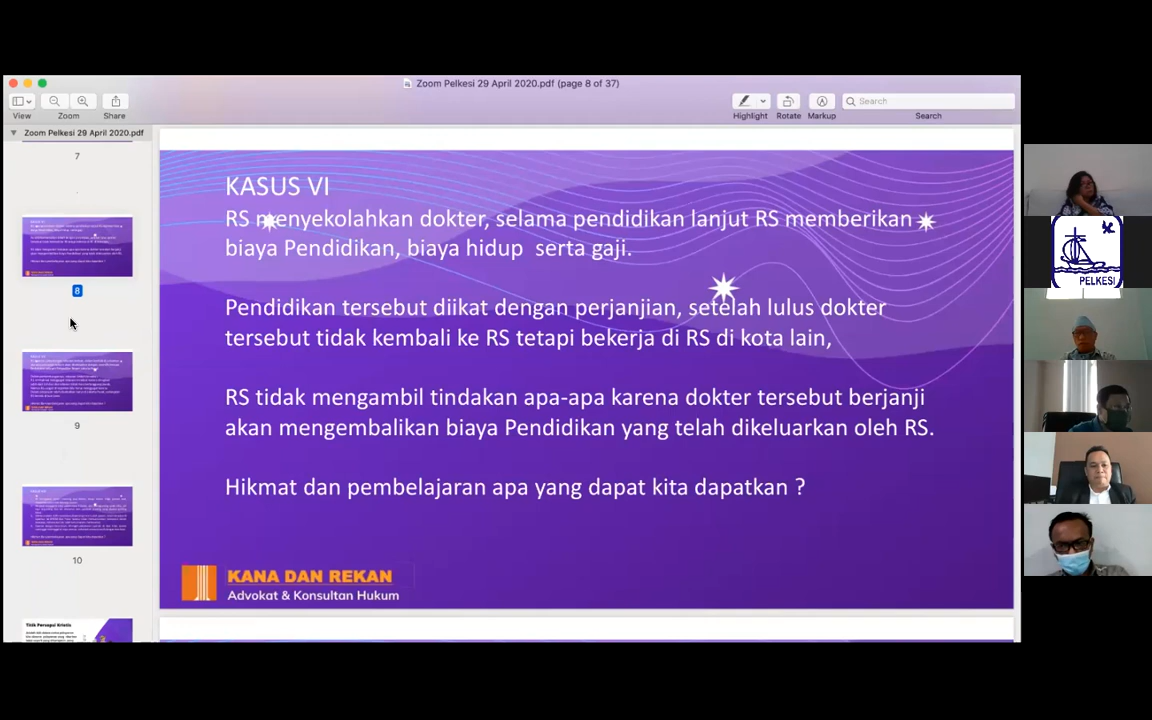 Zoom Pelkesi 29 April 2020.pdf (page 8 of 37)
View
Zoom
Share
Highlight
Rotate
Markup
Search
Search
Zoom Pelkesi 29 April 2020.pdf
7
8
9
10
KASUS VI
RS menyekolahkan dokter, selama pendidikan lanjut RS memberikan
biaya Pendidikan, biaya hidup serta gaji.
Pendidikan tersebut diikat dengan perjanjian, setelah lulus dokter
tersebut tidak kembali ke RS tetapi bekerja di RS di kota lain,
RS tidak mengambil tindakan apa-apa karena dokter tersebut berjanji
akan mengembalikan biaya Pendidikan yang telah dikeluarkan oleh RS.
Hikmat dan pembelajaran apa yang dapat kita dapatkan ?
KANA DAN REKAN
Advokat & Konsultan Hukum
PELKESI